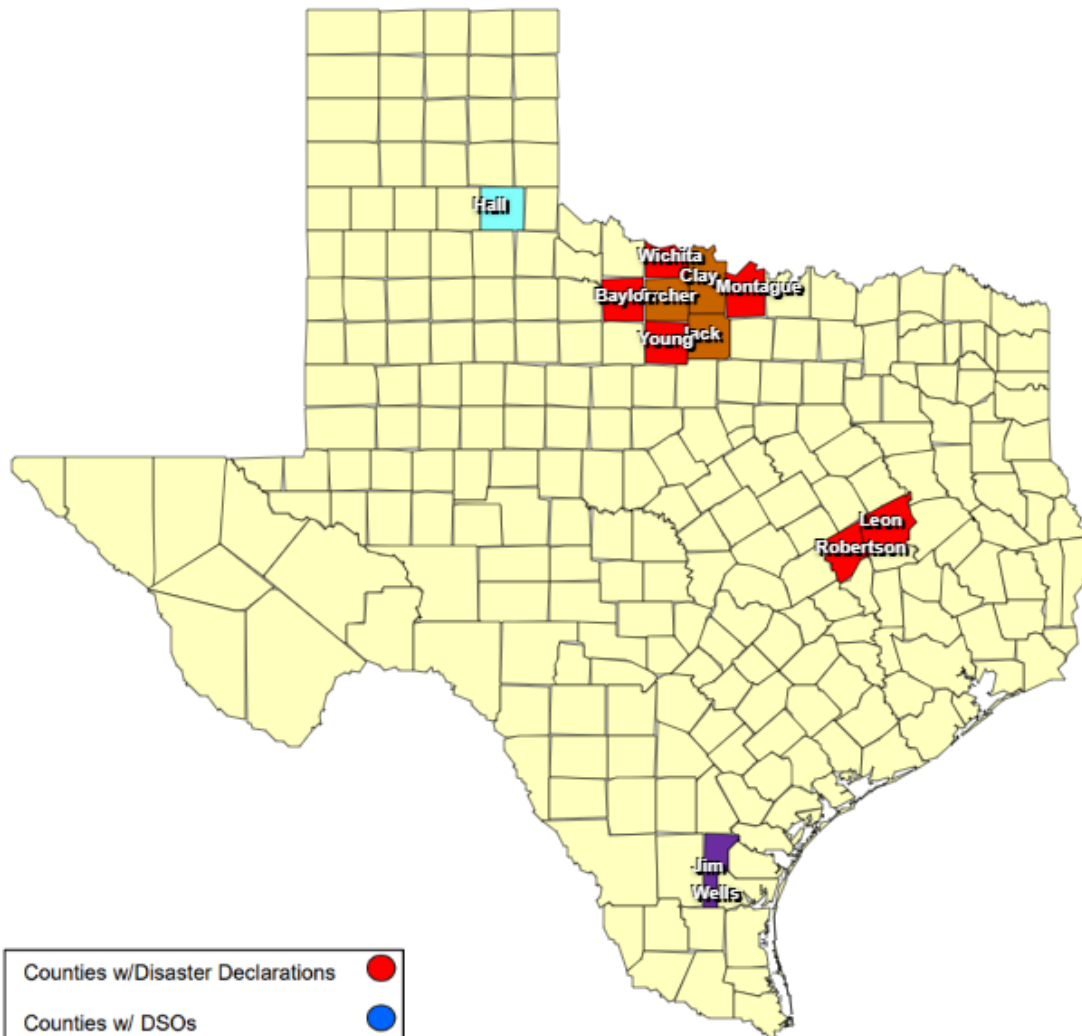 Hall
Wichita
Clay
Montague
Young
Leon
Robertson
Jim
Wells
Counties w/Disaster Declarations
Counties w/ DSOs